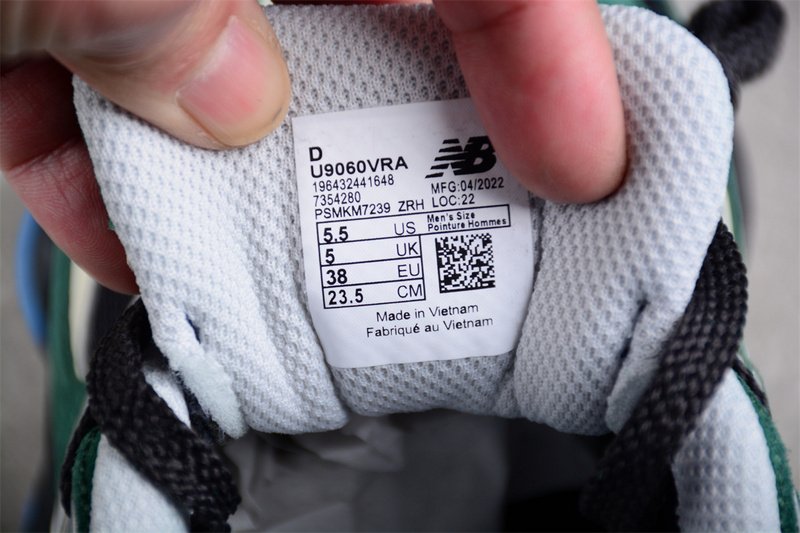 D
U9060VRA
196432441648
7354280
PSMKM7239 ZRH
NB
MFG:04/2022
LOC:22
5.5 US
5 UK
38 EU
23.5 CM
Men's Size
Pointure Hommes
Made in Vietnam
Fabriqué au Vietnam